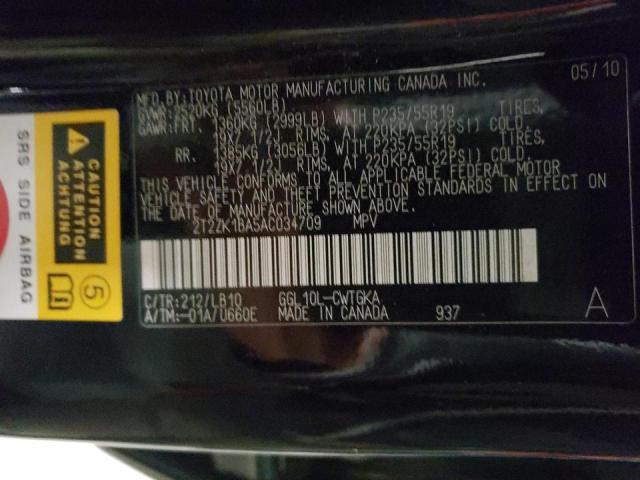 MFD.BY:TOYOTA MOTOR MANUFACTURING CANADA INC. 05/10
GVWR:2520KG (5560LB)
GAWR:FRT. 1360KG (2999LB) WITH P235/55R19 TIRES,
19X7 1/2J RIMS, AT 220KPA (32PSI) COLD.
RR. 1385KG (3056LB) WITH P235/55R19 TIRES,
19X7 1/2J RIMS, AT 220KPA (32PSI) COLD.
THIS VEHICLE CONFORMS TO ALL APPLICABLE FEDERAL MOTOR
VEHICLE SAFETY AND THEFT PREVENTION STANDARDS IN EFFECT ON
THE DATE OF MANUFACTURE SHOWN ABOVE.
2T2ZK1BA5AC034709 MPV
C/TR:212/LB10 GGL10L-CWTGKA A
A/TM:-01A/U660E MADE IN CANADA 937
CAUTION
ATTENTION
ACHTUNG
5
SRS SIDE AIRBAG